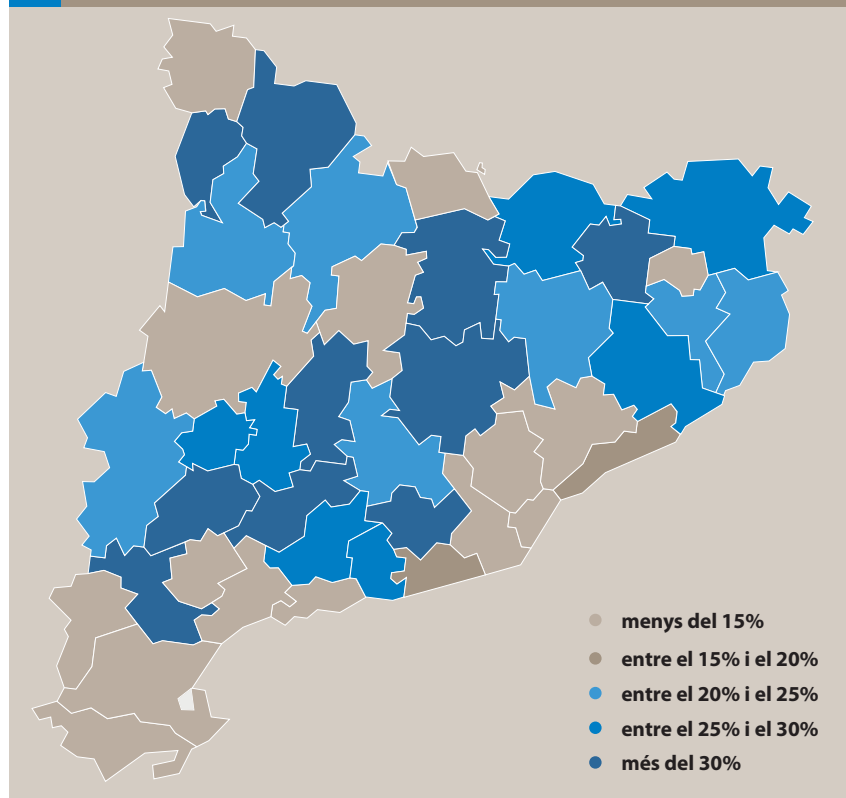 menys del 15%
entre el 15% i el 20%
entre el 20% i el 25%
entre el 25% i el 30%
més del 30%